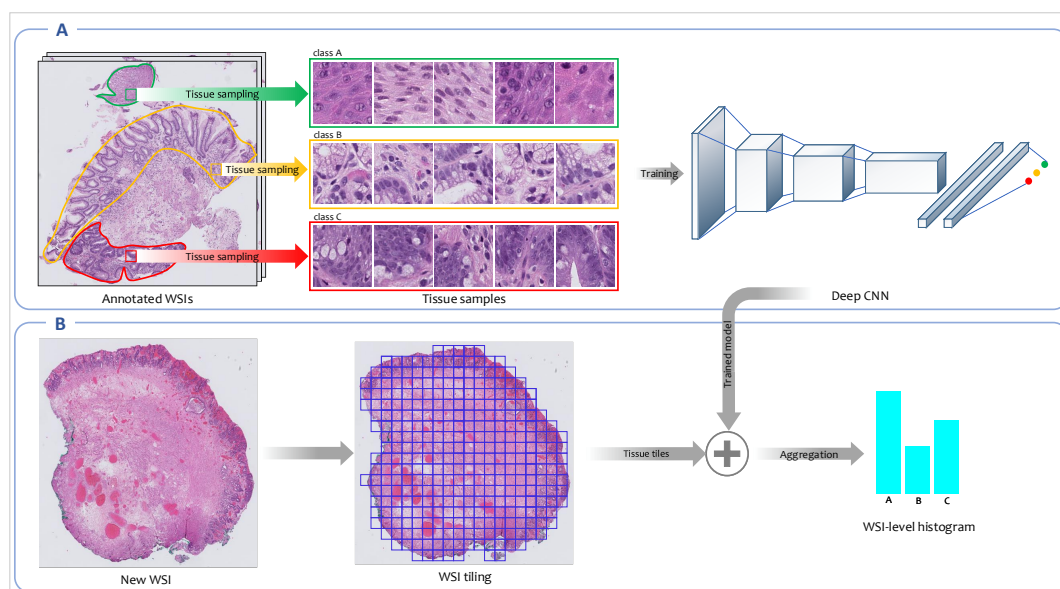 A
class A
Tissue sampling
class B
Tissue sampling
Training
class C
Tissue sampling
Annotated WSIs
Tissue samples
Deep CNN
B
Trained model
Tissue tiles
Aggregation
A
B
C
WSI-level histogram
New WSI
WSI tiling